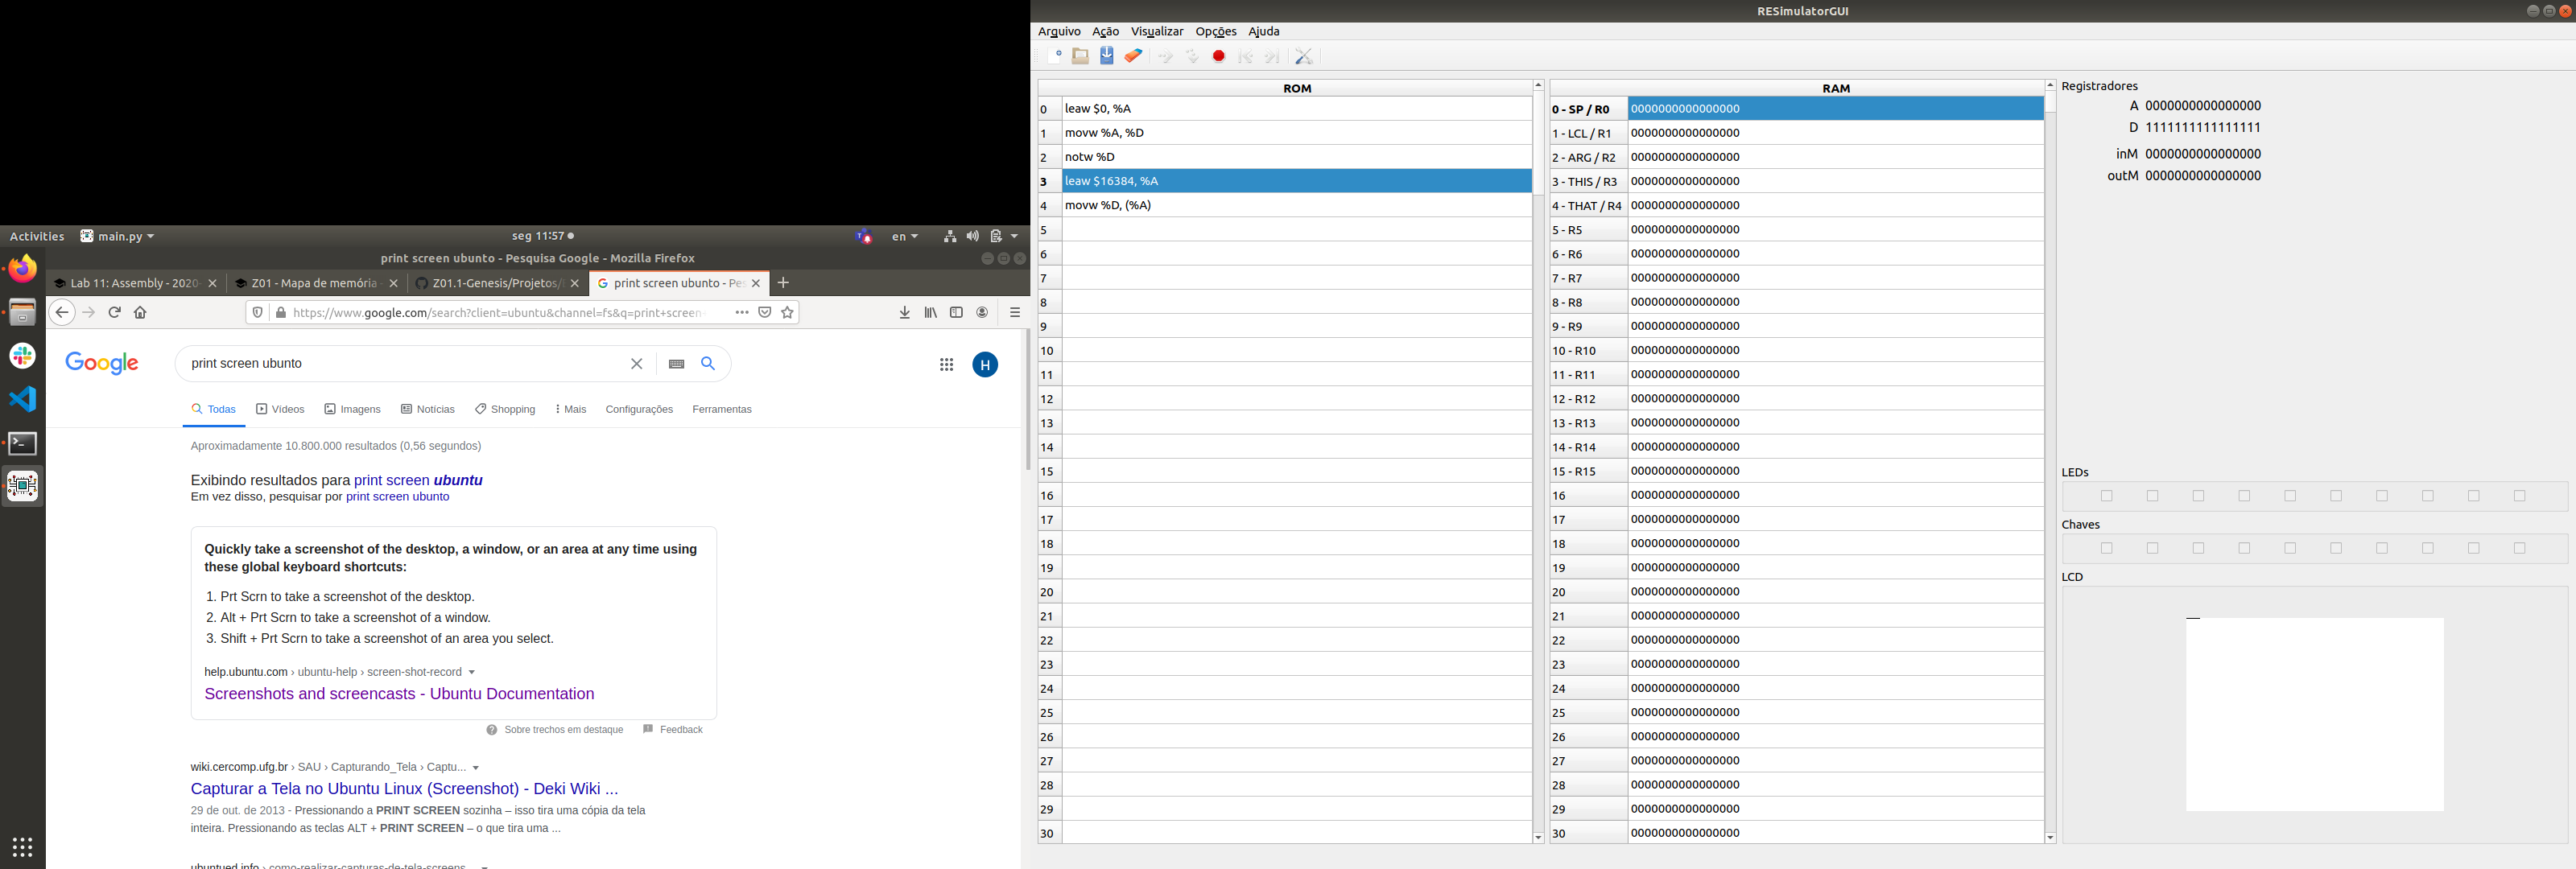 Activities
main.py
seg 11:57
en
print screen ubunto - Pesquisa Google - Mozilla Firefox
Lab 11: Assembly - 2020-
Z01 - Mapa de memória
Z01.1-Genesis/Projetos/
print screen ubunto - Pes
https://www.google.com/search?client=ubuntu&channel=fs&q=print+screen
Google
print screen ubunto
H
Todas
Vídeos
Imagens
Notícias
Shopping
Mais
Configurações
Ferramentas
Aproximadamente 10.800.000 resultados (0,56 segundos)
Exibindo resultados para print screen ubuntu
Em vez disso, pesquisar por print screen ubunto
Quickly take a screenshot of the desktop, a window, or an area at any time using
these global keyboard shortcuts:
1. Prt Scrn to take a screenshot of the desktop.
2. Alt + Prt Scrn to take a screenshot of a window.
3. Shift + Prt Scrn to take a screenshot of an area you select.
help.ubuntu.com › ubuntu-help › screen-shot-record
Screenshots and screencasts - Ubuntu Documentation
Sobre trechos em destaque
Feedback
wiki.cercomp.ufg.br › SAU › Capturando_Tela › Captu...
Capturar a Tela no Ubuntu Linux (Screenshot) - Deki Wiki ...
29 de out. de 2013 - Pressionando a PRINT SCREEN sozinha – isso tira uma cópia da tela
inteira. Pressionando as teclas ALT + PRINT SCREEN – o que tira uma ...
ubuntued.info › como-realizar-capturas-de-tela-screens...
RESimulatorGUI
Arquivo
Ação
Visualizar
Opções
Ajuda
ROM
0 leaw $0, %A
1 movw %A, %D
2 notw %D
3 leaw $16384, %A
4 movw %D, (%A)
5
6
7
8
9
10
11
12
13
14
15
16
17
18
19
20
21
22
23
24
25
26
27
28
29
30
RAM
0 - SP / R0 0000000000000000
1 - LCL / R1 0000000000000000
2 - ARG / R2 0000000000000000
3 - THIS / R3 0000000000000000
4 - THAT / R4 0000000000000000
5 - R5 0000000000000000
6 - R6 0000000000000000
7 - R7 0000000000000000
8 - R8 0000000000000000
9 - R9 0000000000000000
10 - R10 0000000000000000
11 - R11 0000000000000000
12 - R12 0000000000000000
13 - R13 0000000000000000
14 - R14 0000000000000000
15 - R15 0000000000000000
16 0000000000000000
17 0000000000000000
18 0000000000000000
19 0000000000000000
20 0000000000000000
21 0000000000000000
22 0000000000000000
23 0000000000000000
24 0000000000000000
25 0000000000000000
26 0000000000000000
27 0000000000000000
28 0000000000000000
29 0000000000000000
30 0000000000000000
Registradores
A 0000000000000000
D 1111111111111111
inM 0000000000000000
outM 0000000000000000
LEDs
Chaves
LCD